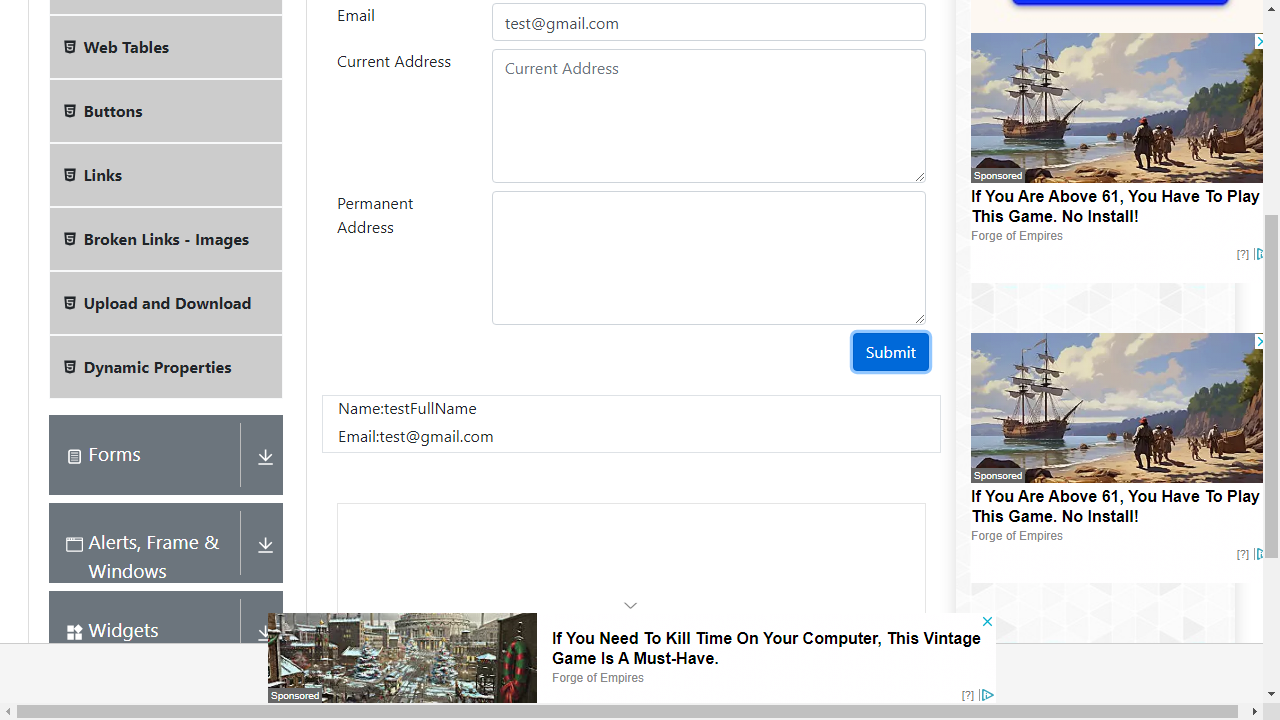 Web Tables
Buttons
Links
Broken Links - Images
Upload and Download
Dynamic Properties
Forms
Alerts, Frame &
Windows
Widgets
Email
test@gmail.com
Current Address
Current Address
Permanent
Address
Submit
Name:testFullName
Email:test@gmail.com
Sponsored
If You Are Above 61, You Have To Play
This Game. No Install!
Forge of Empires
[?]
Sponsored
If You Are Above 61, You Have To Play
This Game. No Install!
Forge of Empires
[?]
Sponsored
If You Need To Kill Time On Your Computer, This Vintage
Game Is A Must-Have.
Forge of Empires
[?]